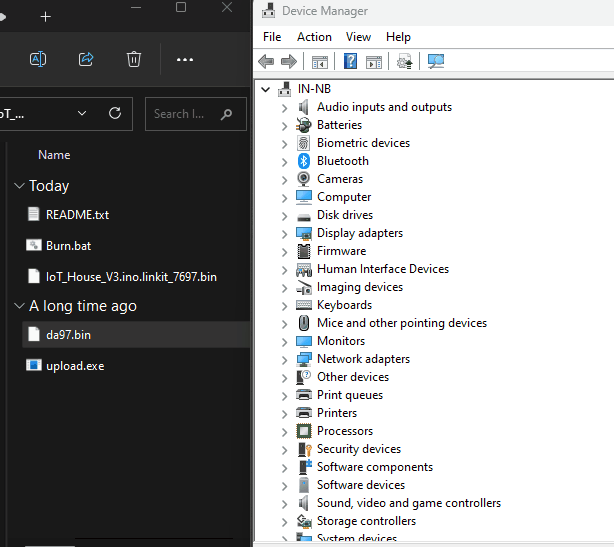 oT_...
Search I...
Name
Today
README.txt
Burn.bat
IoT_House_V3.ino.linkit_7697.bin
A long time ago
da97.bin
upload.exe
Device Manager
File Action View Help
IN-NB
Audio inputs and outputs
Batteries
Biometric devices
Bluetooth
Cameras
Computer
Disk drives
Display adapters
Firmware
Human Interface Devices
Imaging devices
Keyboards
Mice and other pointing devices
Monitors
Network adapters
Other devices
Print queues
Printers
Processors
Security devices
Software components
Software devices
Sound, video and game controllers
Storage controllers
System devices